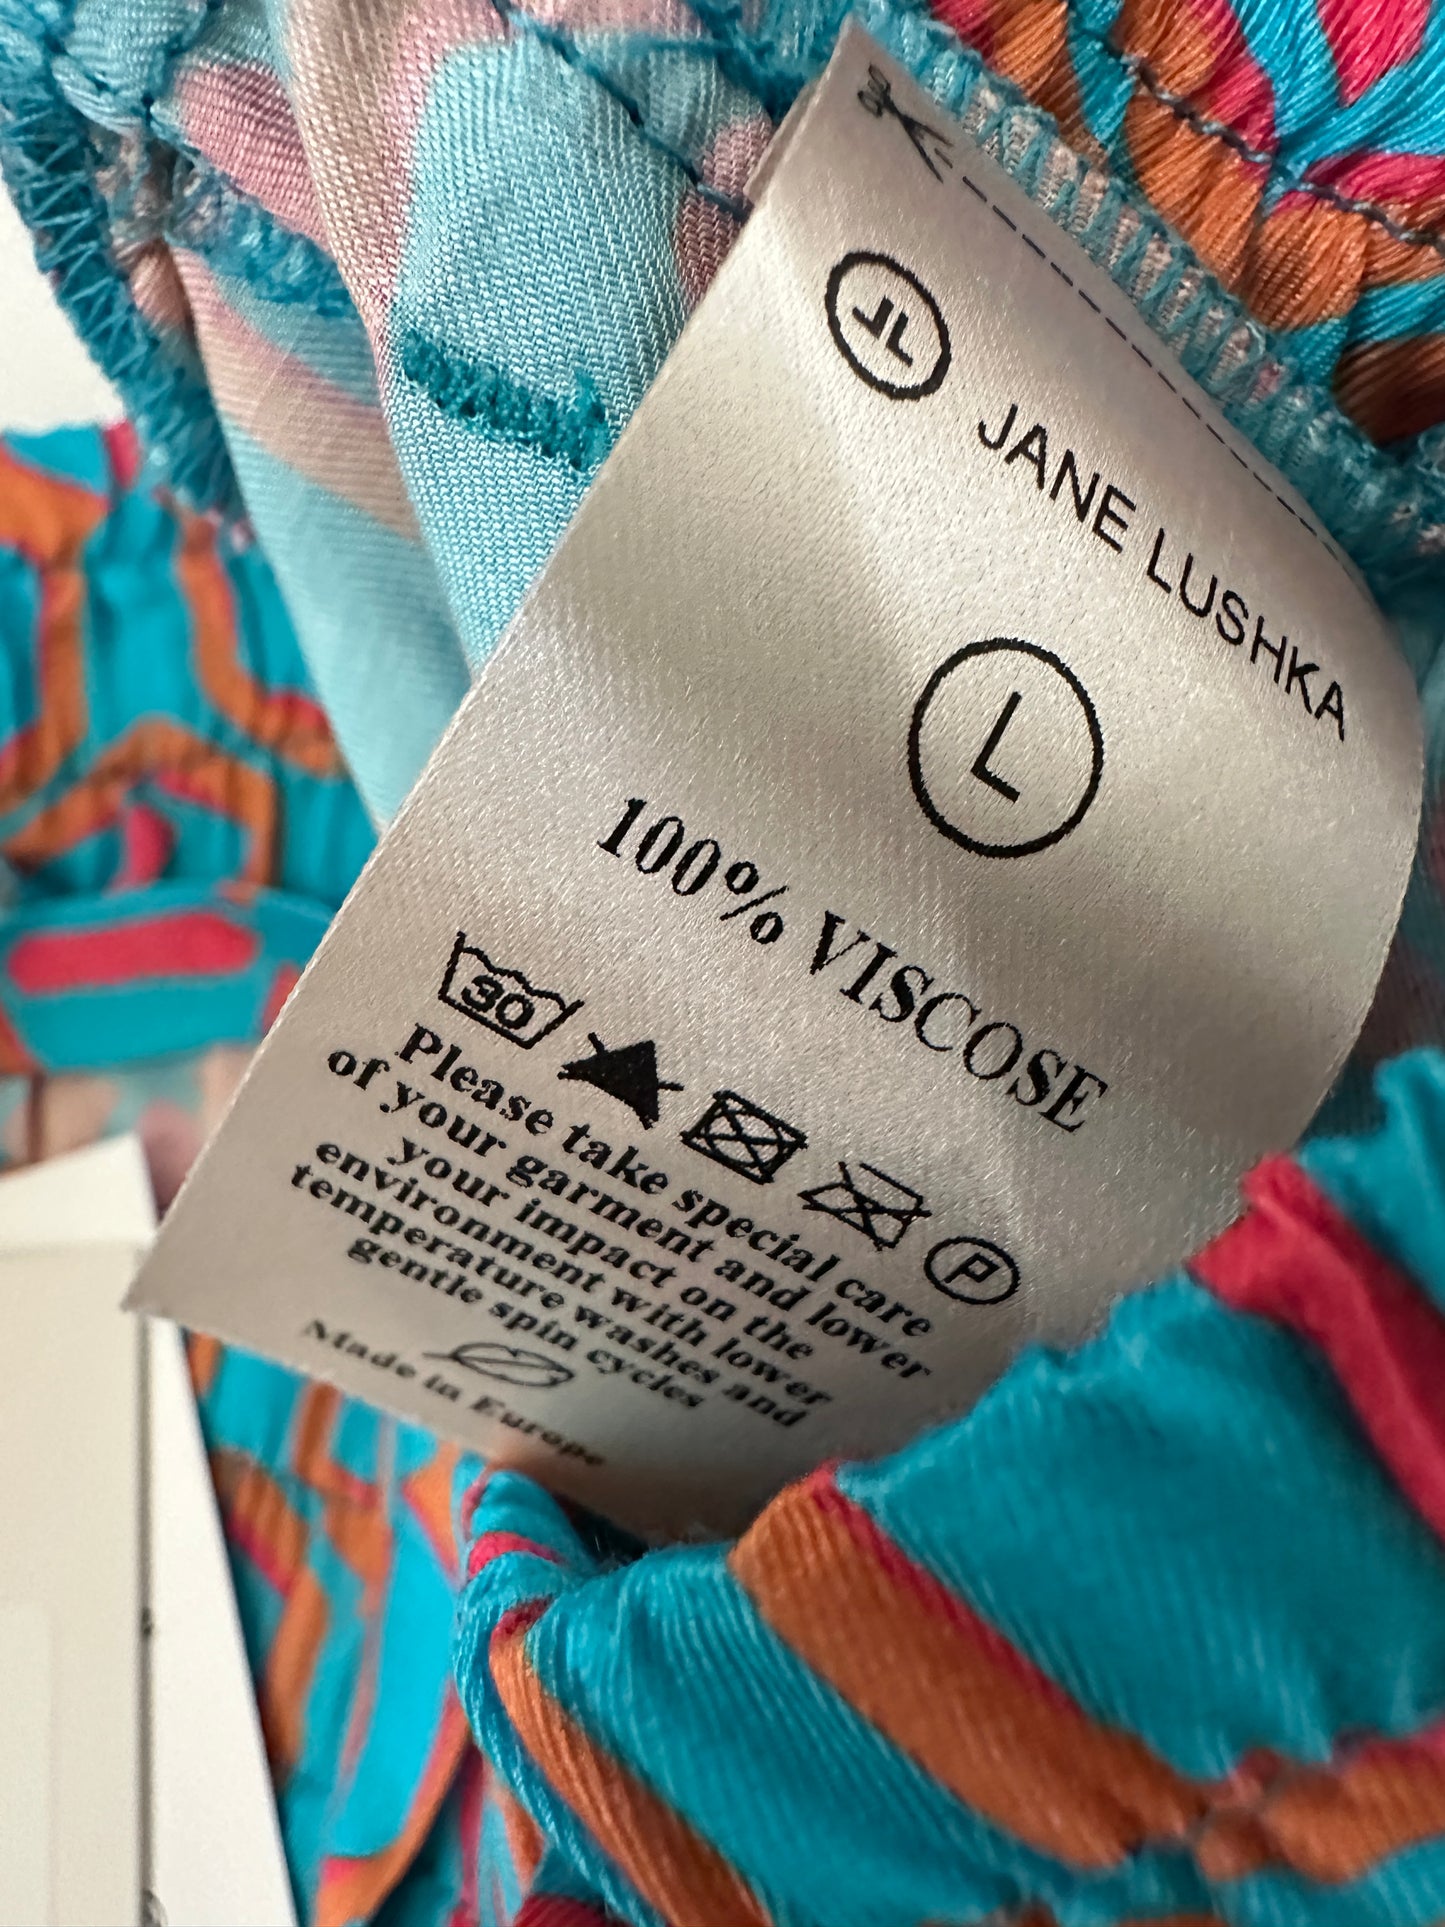 JL JANE LUSHKA
L
100% VISCOSE
30
P
Please take special care
of your garment and lower
your impact on the
environment with lower
temperature washes and
gentle spin cycles
Made in Europe